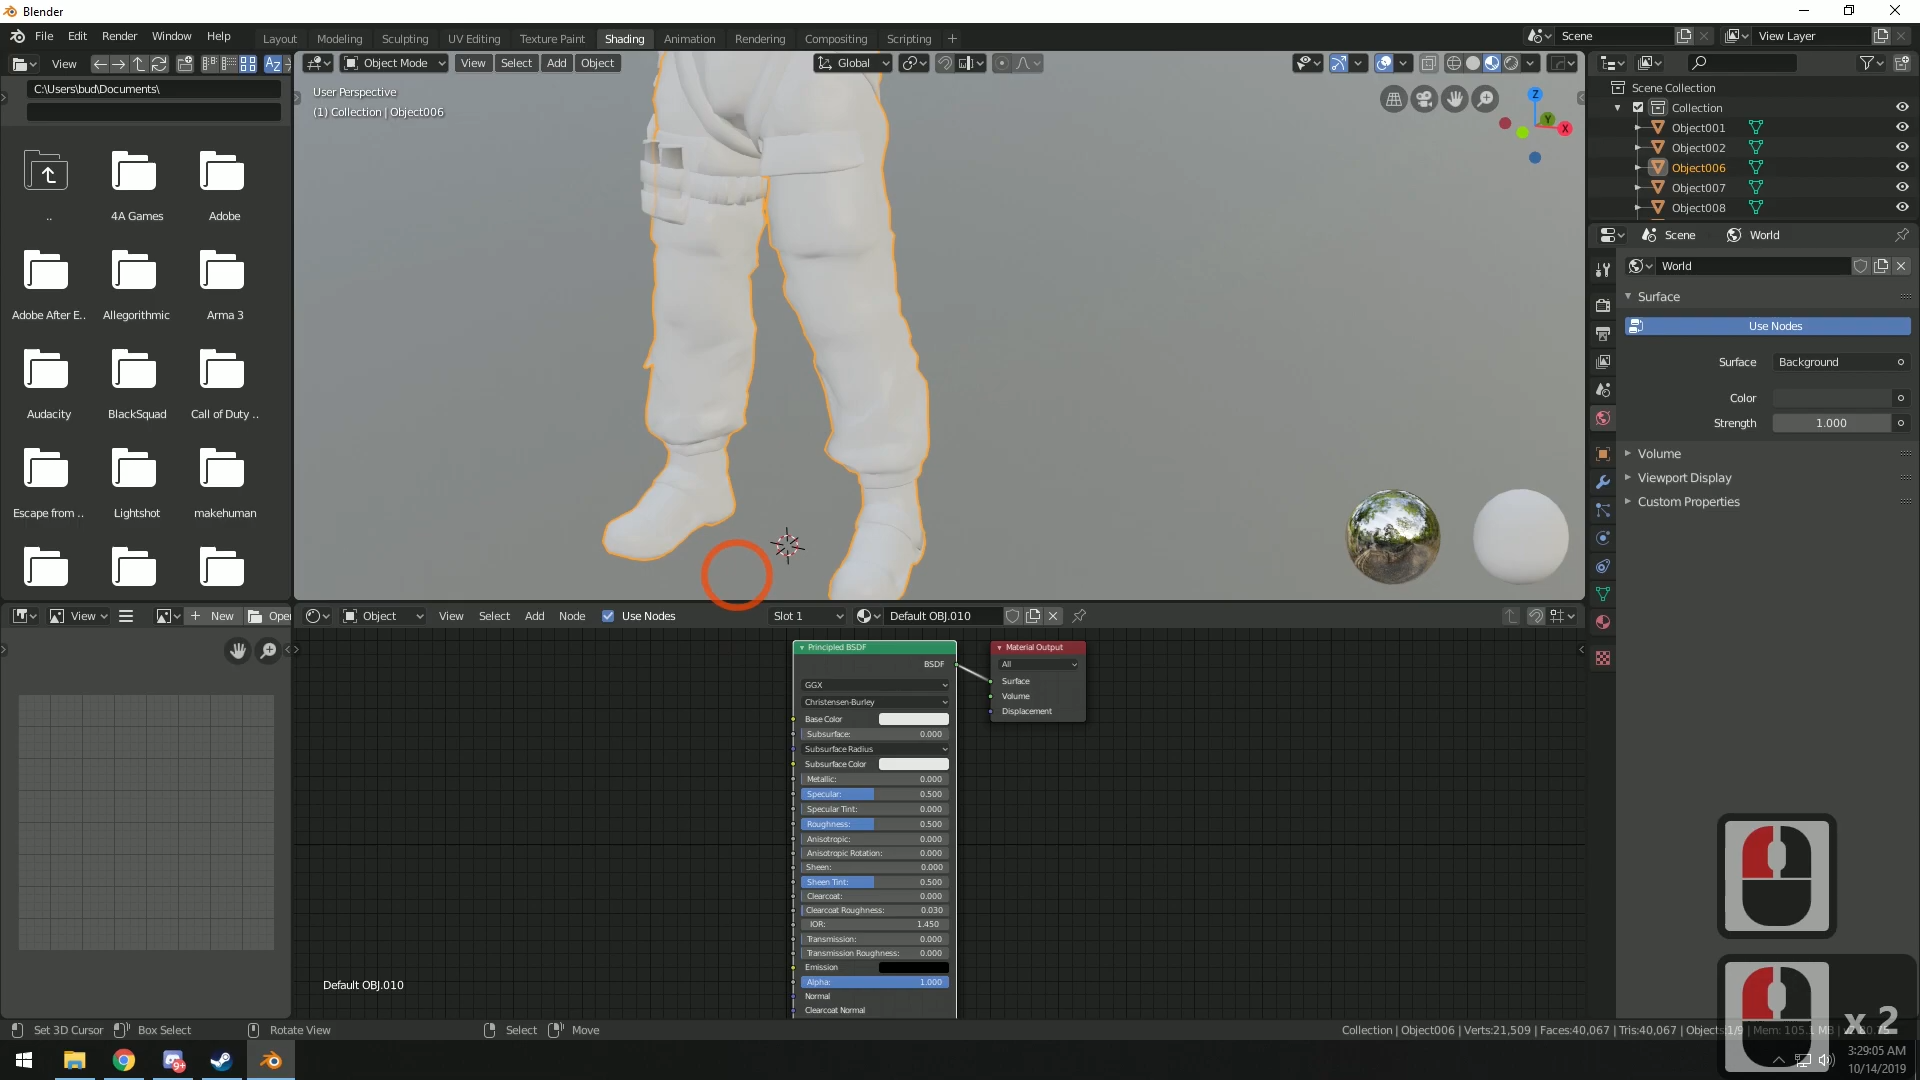 Blender
File Edit Render Window Help
Layout Modeling Sculpting UV Editing Texture Paint Shading Animation Rendering Compositing Scripting +
Scene
View Layer
View
C:\Users\bud\Documents\
Object Mode View Select Add Object
Global
User Perspective
(1) Collection | Object006
Z
Y
X
..
4A Games
Adobe
Adobe After E..
Allegorithmic
Arma 3
Audacity
BlackSquad
Call of Duty ..
Escape from ..
Lightshot
makehuman
Scene Collection
Collection
Object001
Object002
Object006
Object007
Object008
Scene World
World
Surface
Use Nodes
Surface Background
Color
Strength 1.000
Volume
Viewport Display
Custom Properties
View New Open
Object View Select Add Node Use Nodes Slot 1 Default OBJ.010
Principled BSDF
BSDF
GGX
Christensen-Burley
Base Color
Subsurface: 0.000
Subsurface Radius
Subsurface Color
Metallic: 0.000
Specular: 0.500
Specular Tint: 0.000
Roughness: 0.500
Anisotropic: 0.000
Anisotropic Rotation: 0.000
Sheen: 0.000
Sheen Tint: 0.500
Clearcoat: 0.000
Clearcoat Roughness: 0.030
IOR: 1.450
Transmission: 0.000
Transmission Roughness: 0.000
Emission
Alpha: 1.000
Normal
Clearcoat Normal
Material Output
All
Surface
Volume
Displacement
Default OBJ.010
x 2
Set 3D Cursor Box Select Rotate View Select Move
Collection | Object006 | Verts:21,509 | Faces:40,067 | Tris:40,067 | Objects:1/9 | Mem: 105.1 MB
9+
3:29:05 AM
10/14/2019